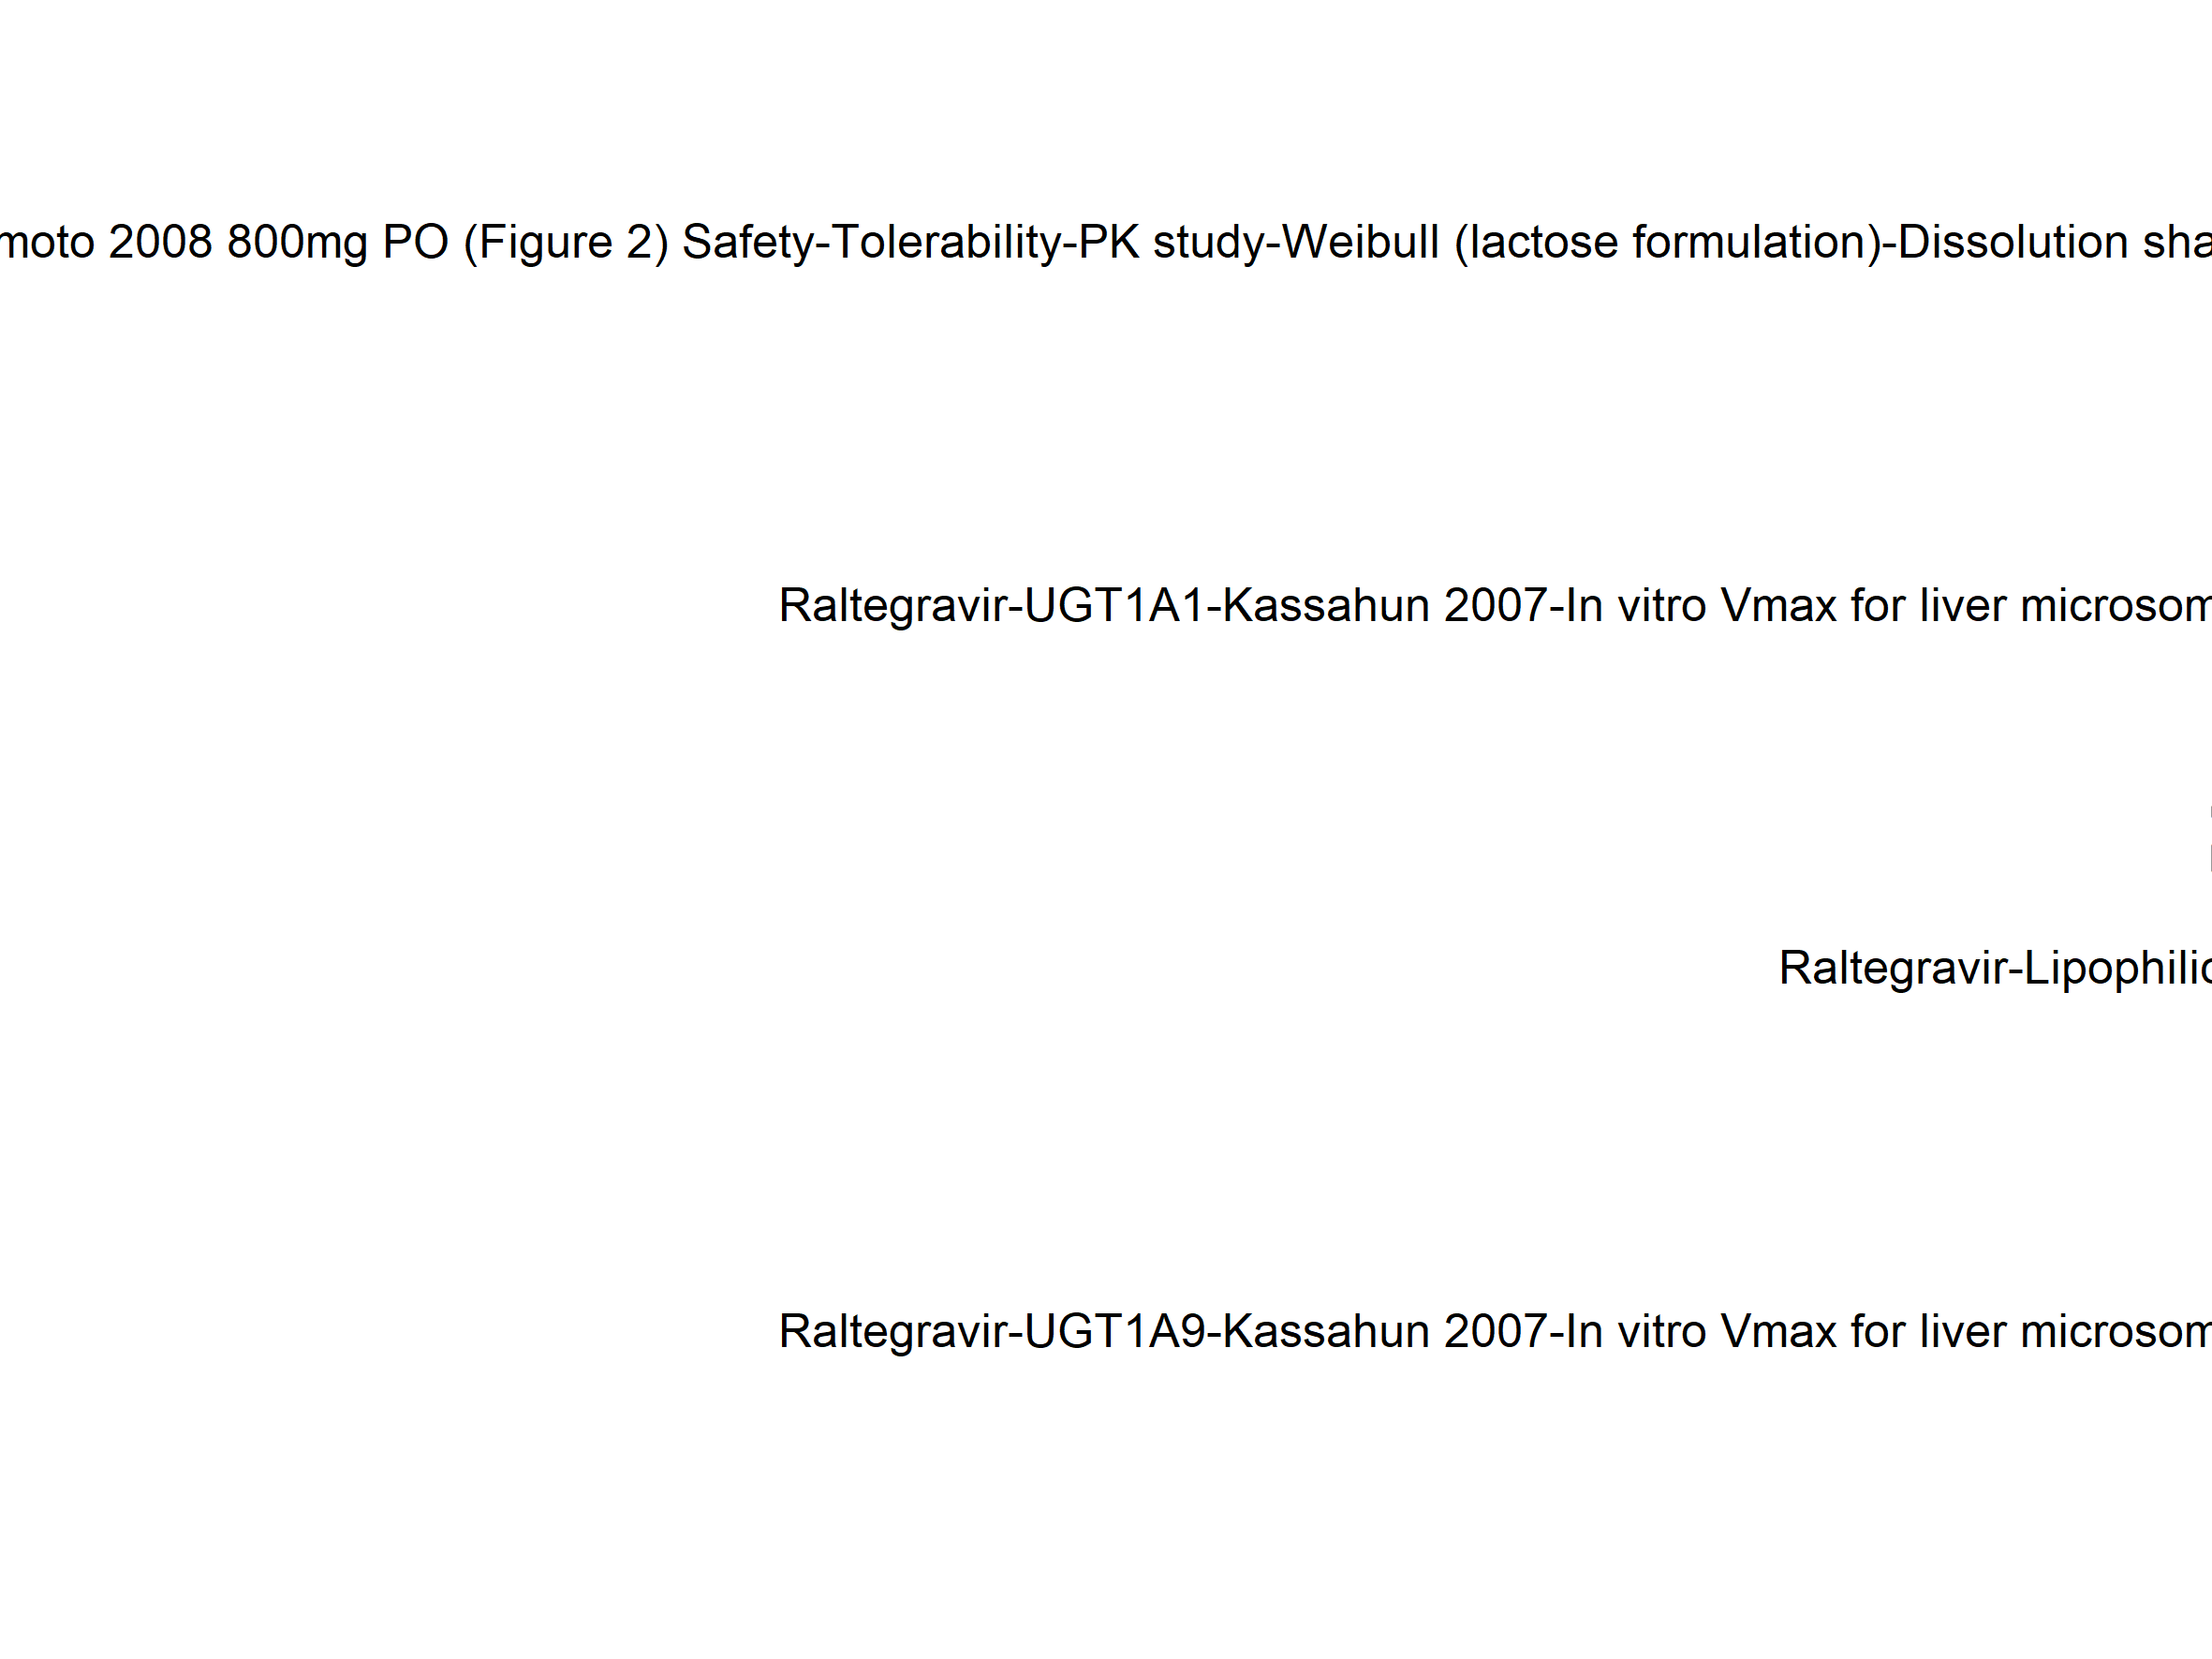 moto 2008 800mg PO (Figure 2) Safety-Tolerability-PK study-Weibull (lactose formulation)-Dissolution sha
Raltegravir-UGT1A1-Kassahun 2007-In vitro Vmax for liver microsom
Raltegravir-Lipophilic
Raltegravir-UGT1A9-Kassahun 2007-In vitro Vmax for liver microsom